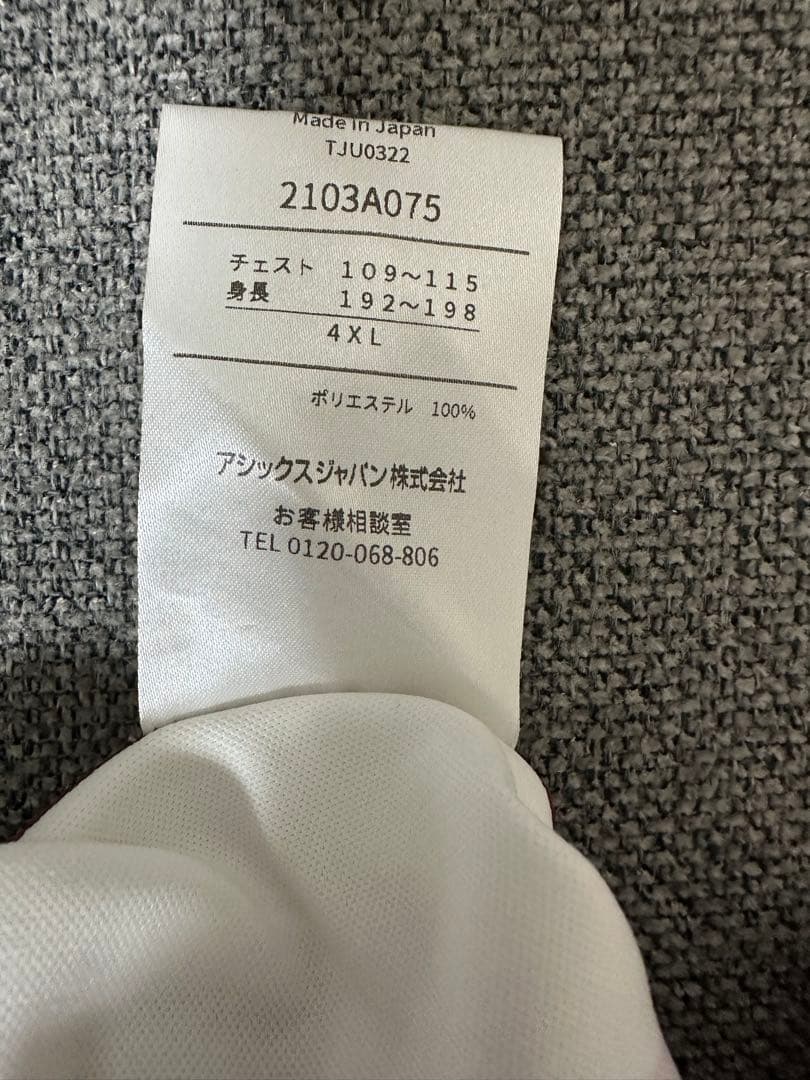 Made in Japan
TJU0322
2103A075
チェスト 109〜115
身長 192〜198
4XL
ポリエステル 100%
アシックスジャパン株式会社
お客様相談室
TEL 0120-068-806